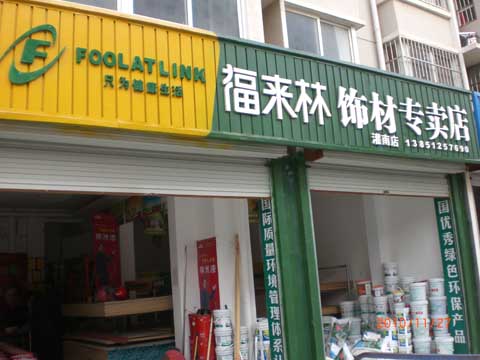 FOOLATLINK
只为健康生活
福来林 饰材专卖店
灌南店 13851257690
国际质量环境管理体系认
国优秀绿色环保产品
2010/11/27